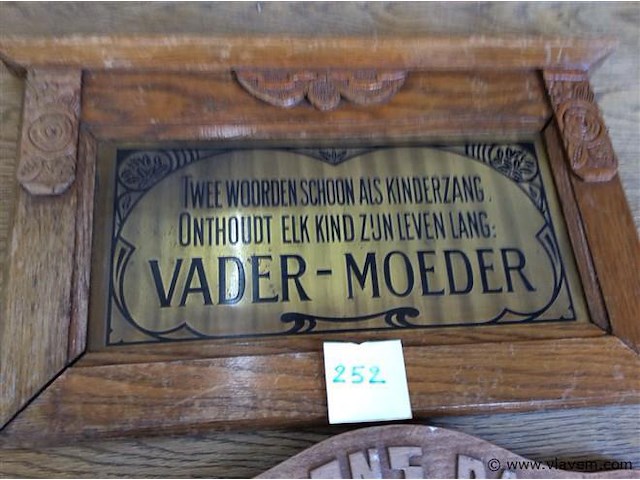 TWEE WOORDEN SCHOON ALS KINDERZANG,
ONTHOUDT ELK KIND ZIJN LEVEN LANG:
VADER-MOEDER
252
© www.vlavem.com